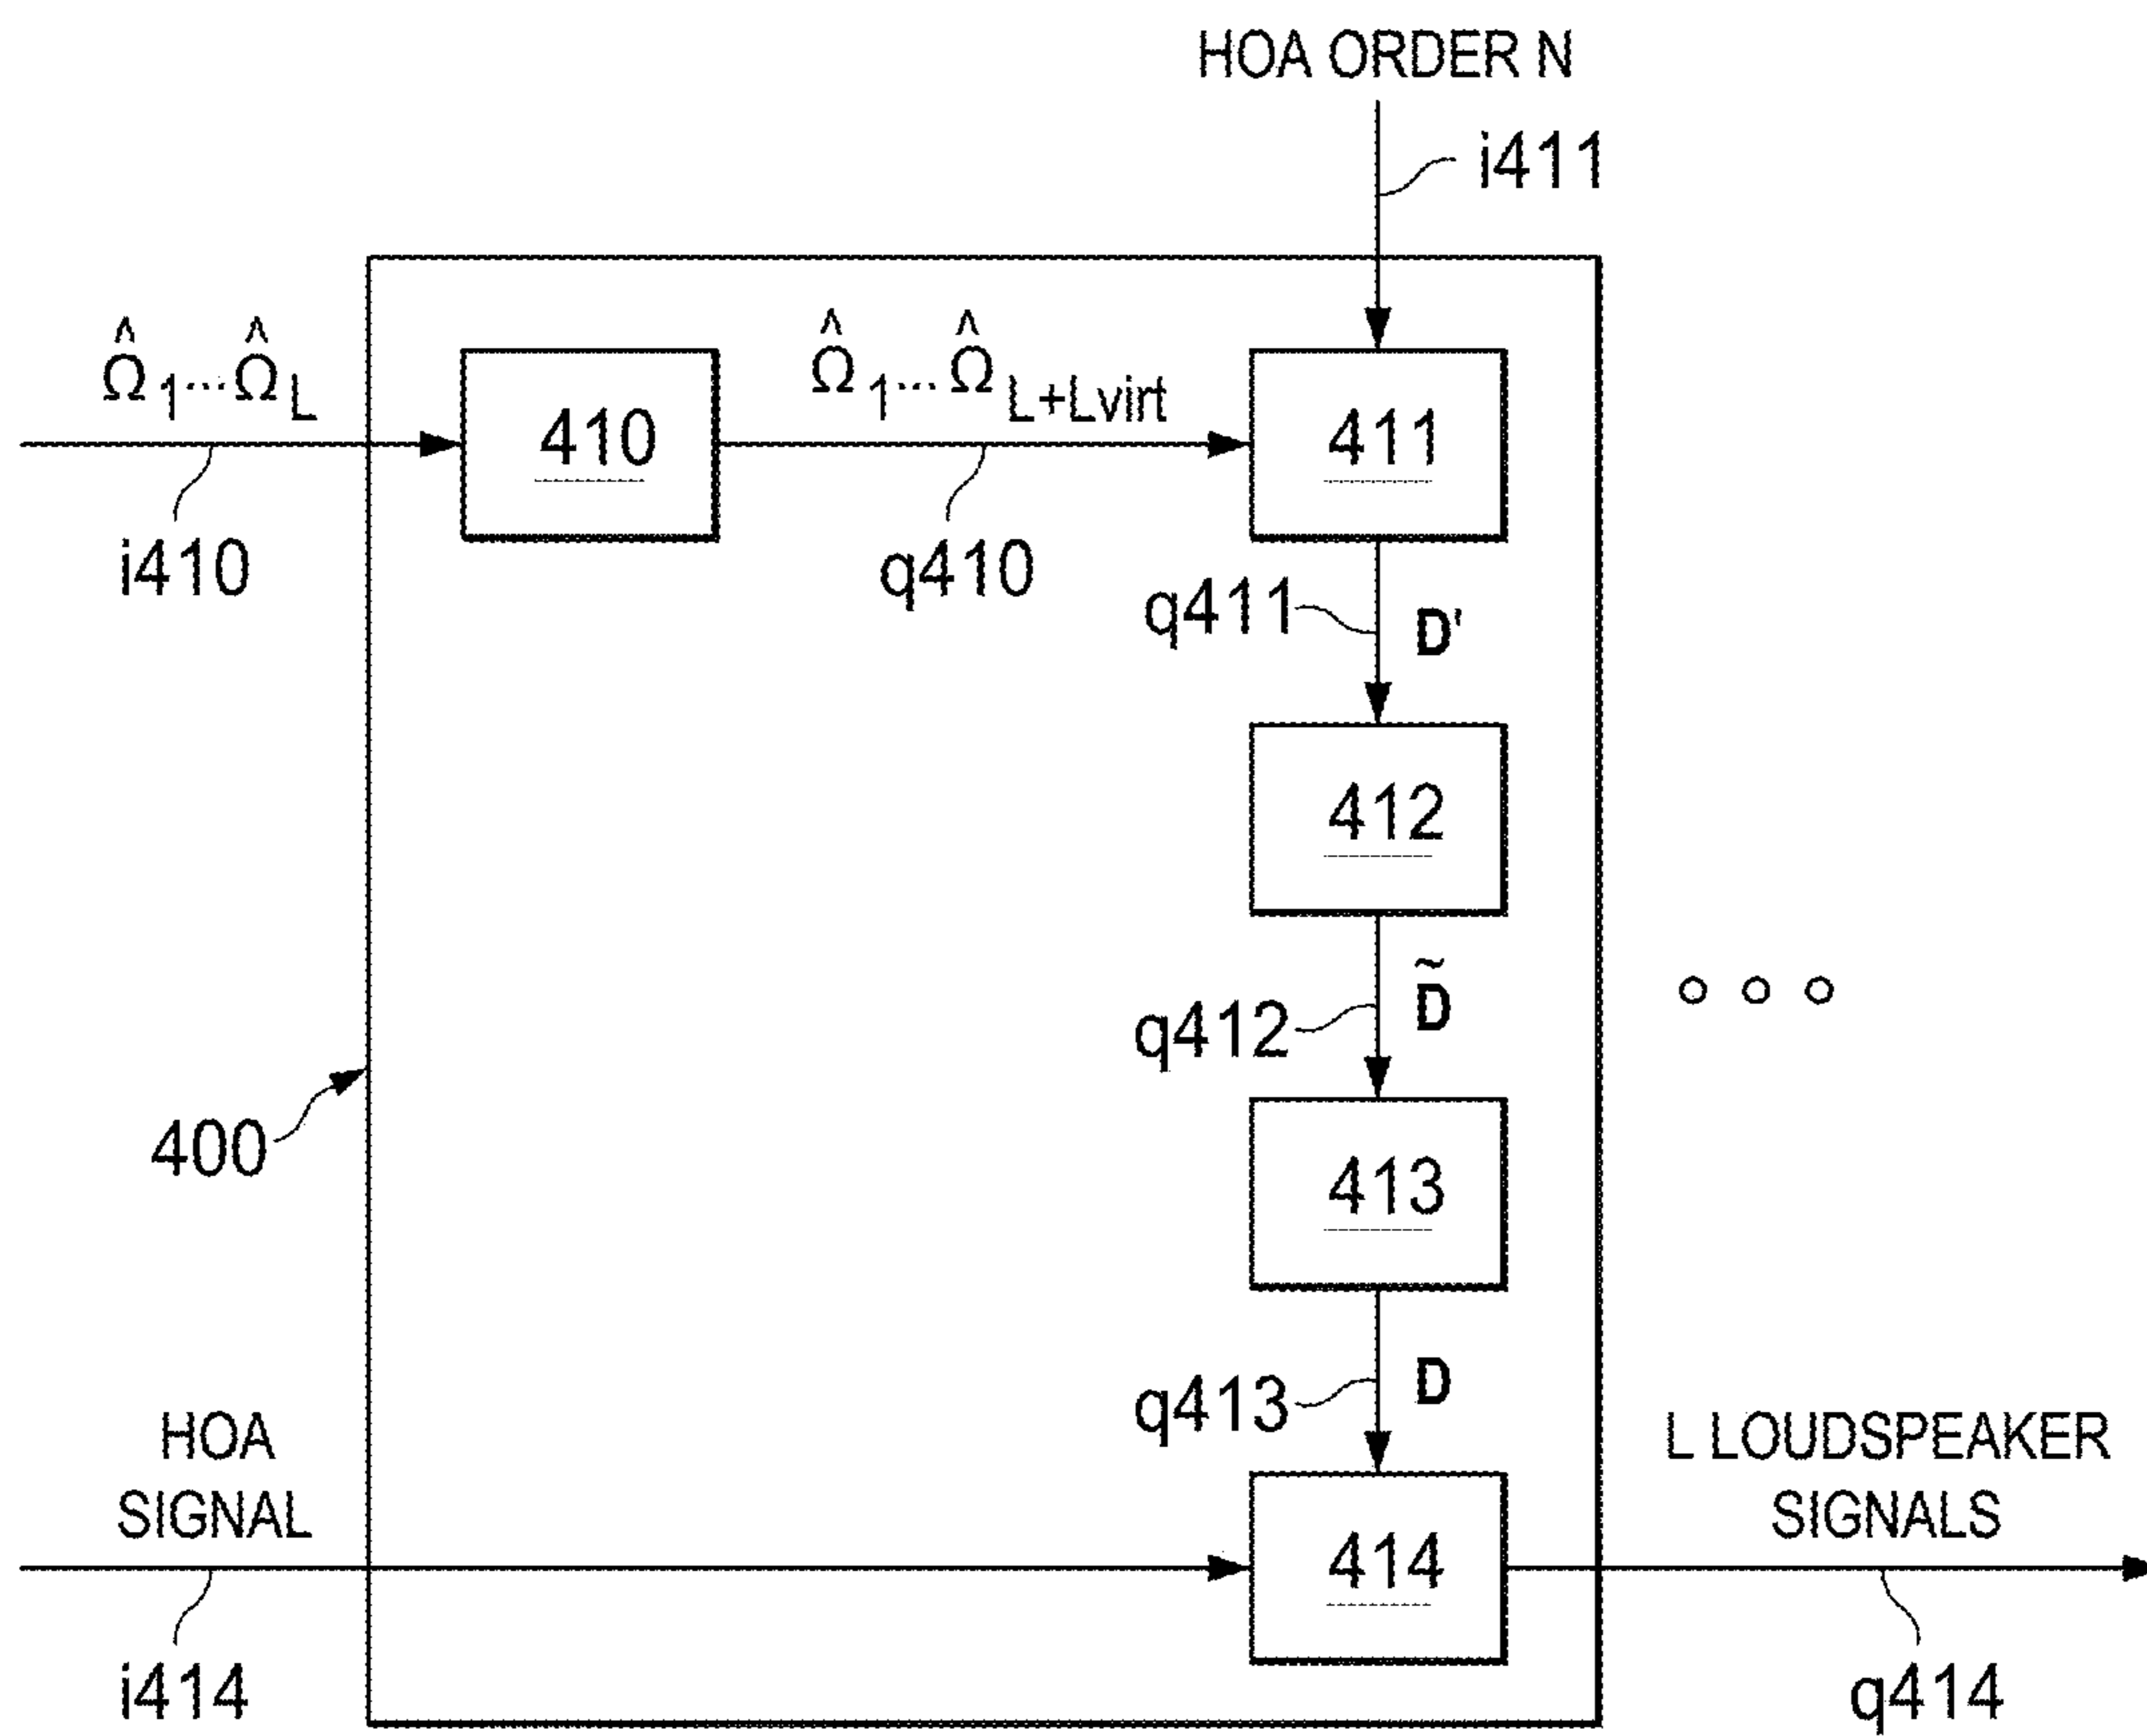 HOA ORDER N
i411
Ω̂1...Ω̂L
Ω̂1...Ω̂L+Lvirt
410
411
i410
q410
q411
D'
412
q412
D̃
400
413
q413
D
HOA
SIGNAL
L LOUDSPEAKER
SIGNALS
414
i414
q414